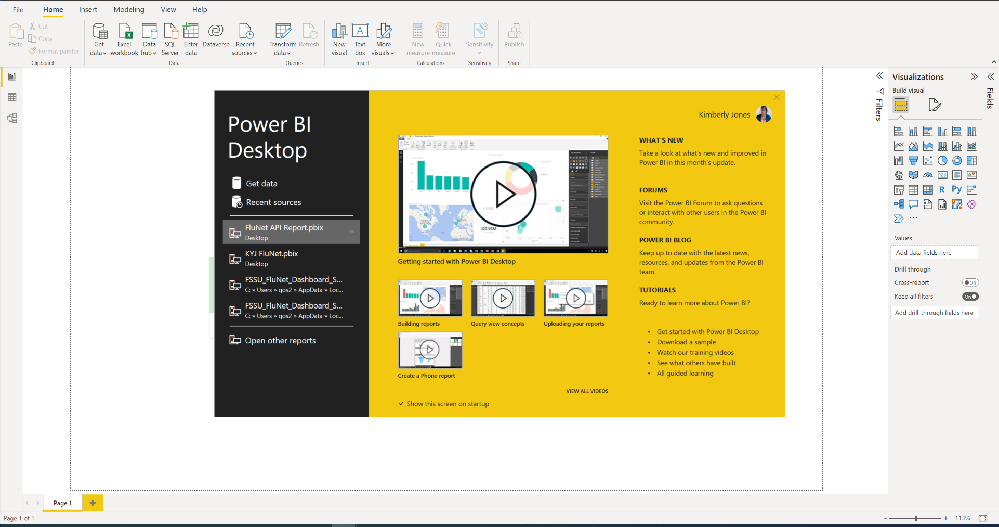 File Home Insert Modeling View Help
Paste
Cut
Copy
Format painter
Clipboard
Get data
Excel workbook
Data hub
SQL Server
Enter data
Dataverse
Recent sources
Data
Transform data
Refresh
Queries
New visual
Text box
More visuals
Insert
New measure
Quick measure
Calculations
Sensitivity
Sensitivity
Publish
Share
Power BI
Desktop
Get data
Recent sources
FluNet API Report.pbix
Desktop
KYJ FluNet.pbix
Desktop
FSSU_FluNet_Dashboard_S...
C: » Users » qos2 » AppData » Loc...
FSSU_FluNet_Dashboard_S...
C: » Users » qos2 » AppData » Loc...
Open other reports
Kimberly Jones
127.93M
Getting started with Power BI Desktop
Building reports
Query view concepts
Uploading your reports
Create a Phone report
VIEW ALL VIDEOS
Show this screen on startup
WHAT'S NEW
Take a look at what's new and improved in
Power BI in this month's update.
FORUMS
Visit the Power BI Forum to ask questions
or interact with other users in the Power BI
community.
POWER BI BLOG
Keep up to date with the latest news,
resources, and updates from the Power BI
team.
TUTORIALS
Ready to learn more about Power BI?
• Get started with Power BI Desktop
• Download a sample
• Watch our training videos
• See what others have built
• All guided learning
Filters
Visualizations
Build visual
123
R Py
...
Values
Add data fields here
Drill through
Cross-report
Off
Keep all filters
On
Add drill-through fields here
Fields
Page 1
+
Page 1 of 1
- + 113%